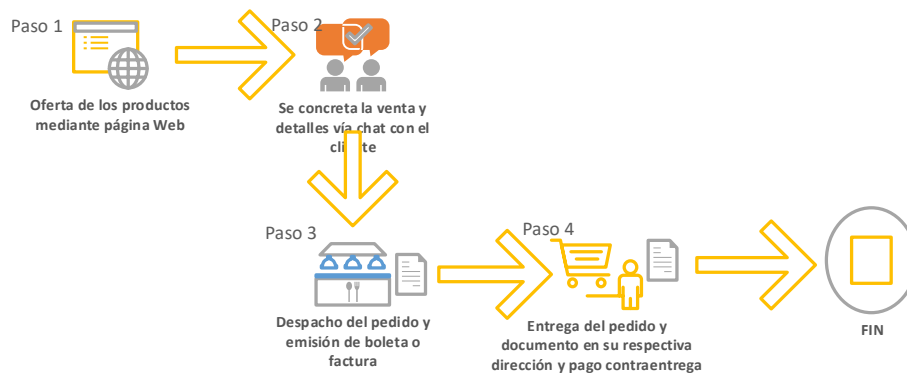 Paso 1
Oferta de los productos
mediante página Web
Paso 2
Se concreta la venta y
detalles vía chat con el
cliente
Paso 3
Despacho del pedido y
emisión de boleta o
factura
Paso 4
Entrega del pedido y
documento en su respectiva
dirección y pago contraentrega
FIN